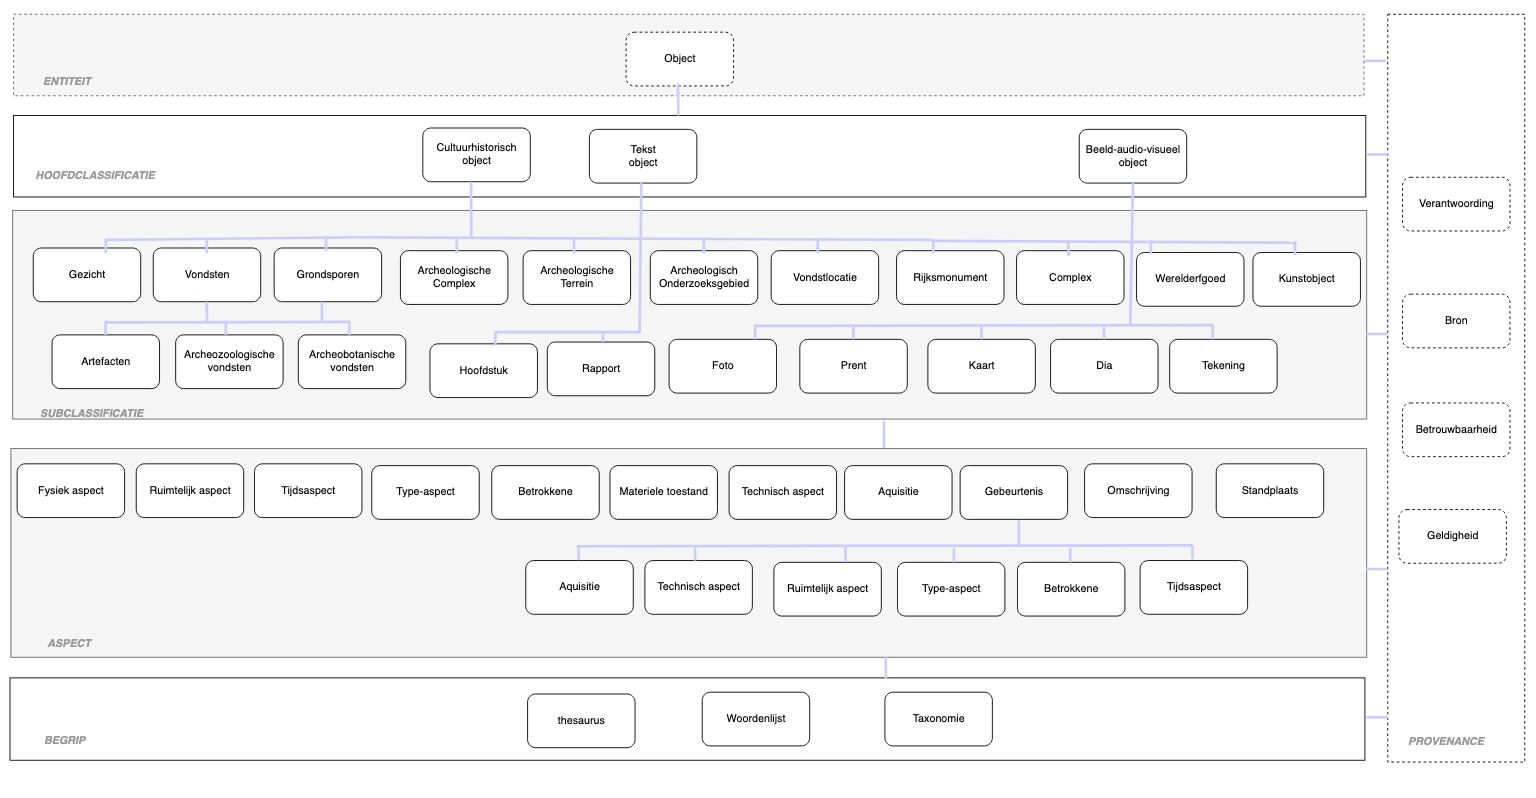 Object
ENTITEIT
Cultuurhistorisch
object
Tekst
object
Beeld-audio-visueel
object
HOOFDCLASSIFICATIE
Gezicht
Vondsten
Grondsporen
Archeologische
Complex
Archeologische
Terrein
Archeologisch
Onderzoeksgebied
Vondstlocatie
Rijksmonument
Complex
Werelderfgoed
Kunstobject
Artefacten
Archeozoologische
vondsten
Archeobotanische
vondsten
Hoofdstuk
Rapport
Foto
Prent
Kaart
Dia
Tekening
SUBCLASSIFICATIE
Fysiek aspect
Ruimtelijk aspect
Tijdsaspect
Type-aspect
Betrokkene
Materiele toestand
Technisch aspect
Aquisitie
Gebeurtenis
Omschrijving
Standplaats
Aquisitie
Technisch aspect
Ruimtelijk aspect
Type-aspect
Betrokkene
Tijdsaspect
ASPECT
thesaurus
Woordenlijst
Taxonomie
BEGRIP
Verantwoording
Bron
Betrouwbaarheid
Geldigheid
PROVENANCE